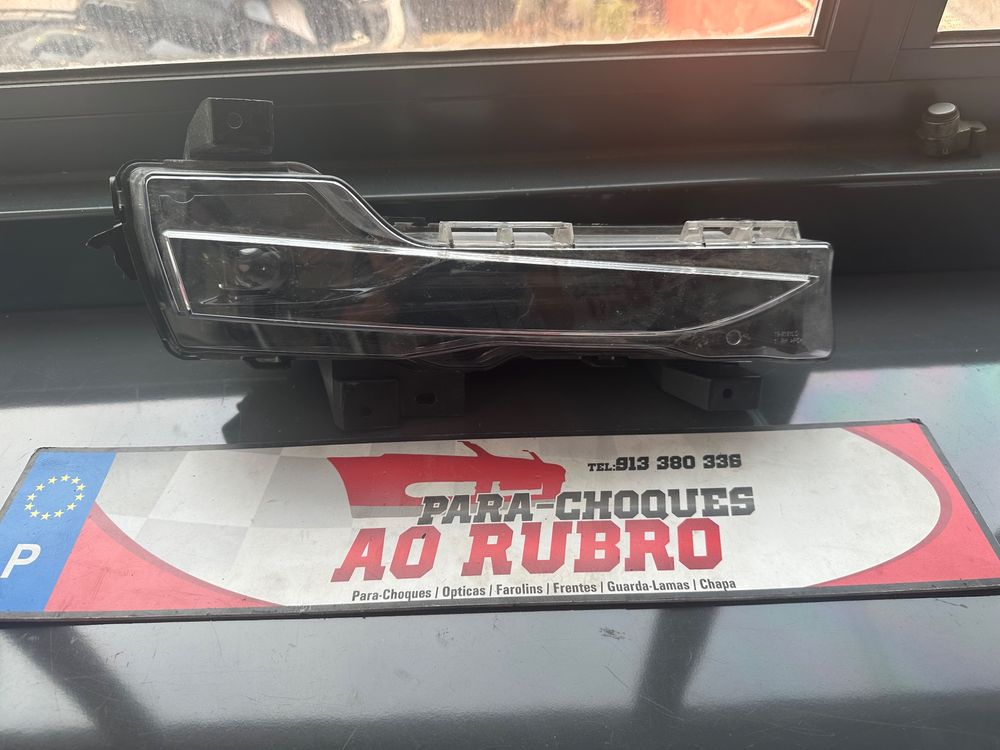 TEL:913 380 336
PARA-CHOQUES
AO RUBRO
Para-Choques | Opticas | Farolins | Frentes | Guarda-Lamas | Chapa
P